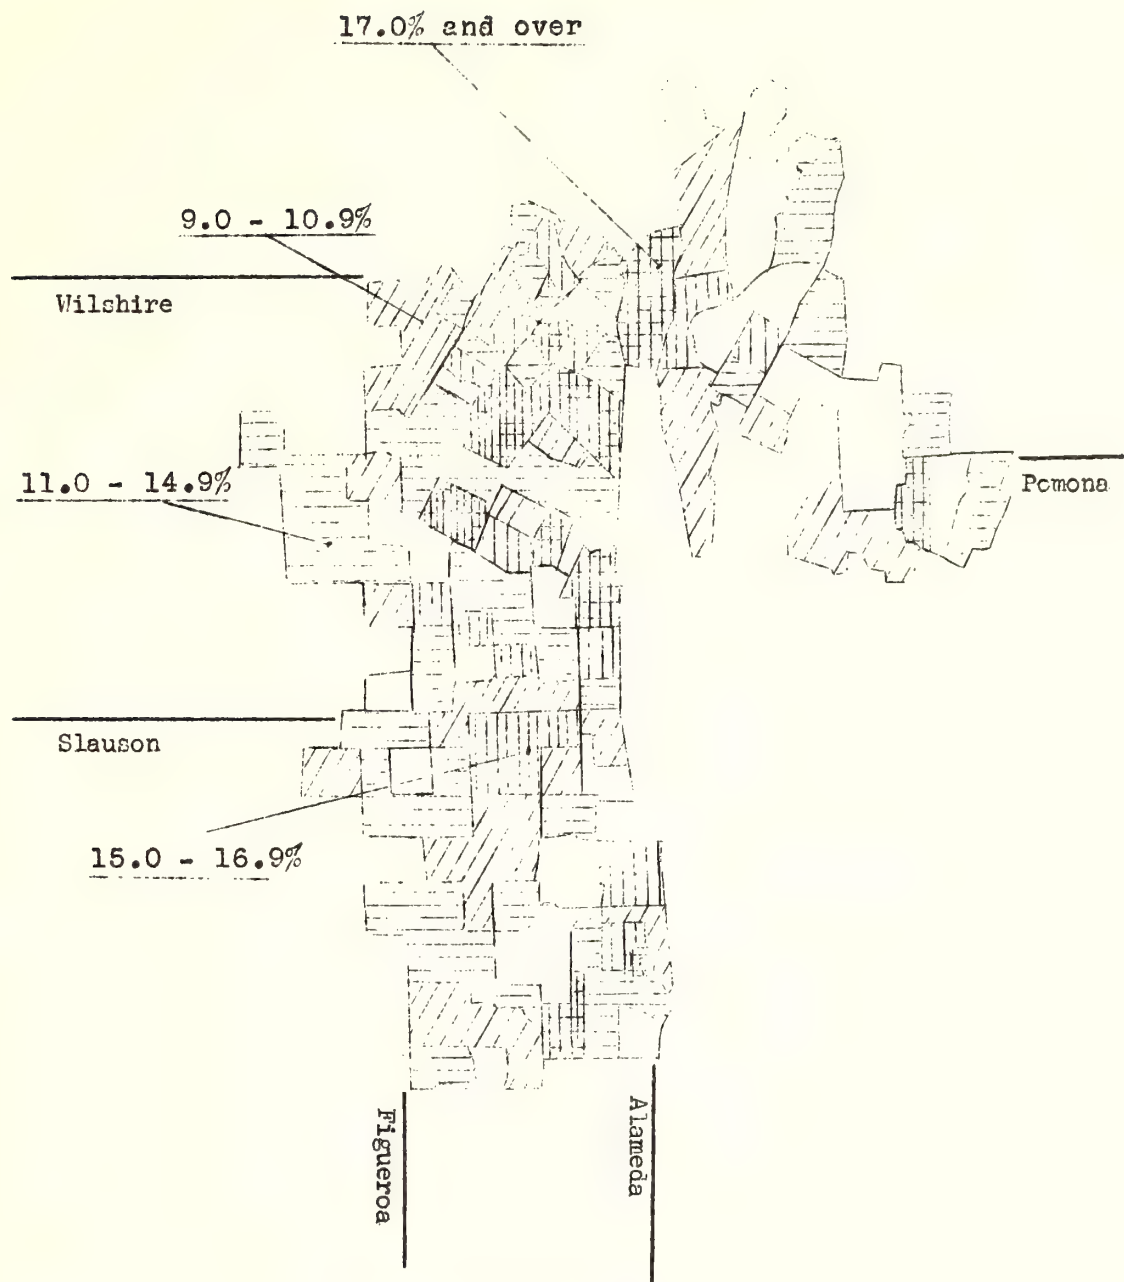 17.0% and over
9.0 - 10.9%
Wilshire
11.0 - 14.9%
Pomona
Slauson
15.0 - 16.9%
Figueroa
Alameda